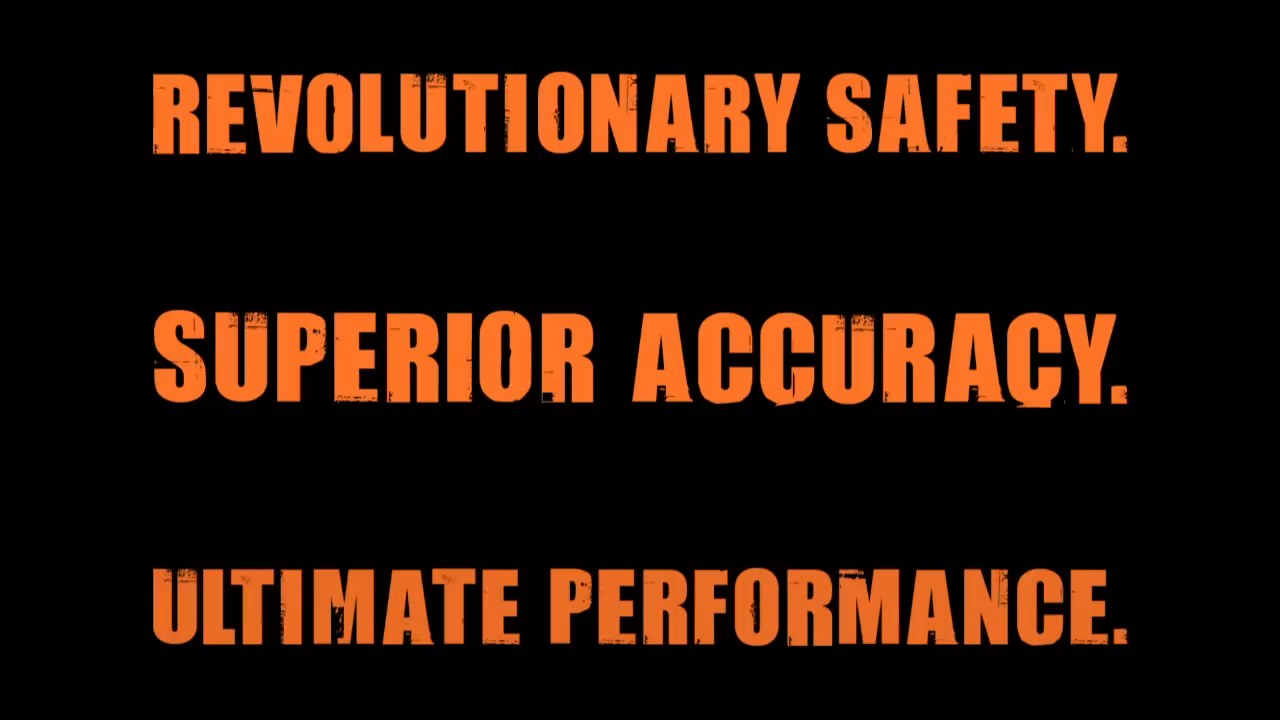 REVOLUTIONARY SAFETY.
SUPERIOR ACCURACY.
ULTIMATE PERFORMANCE.